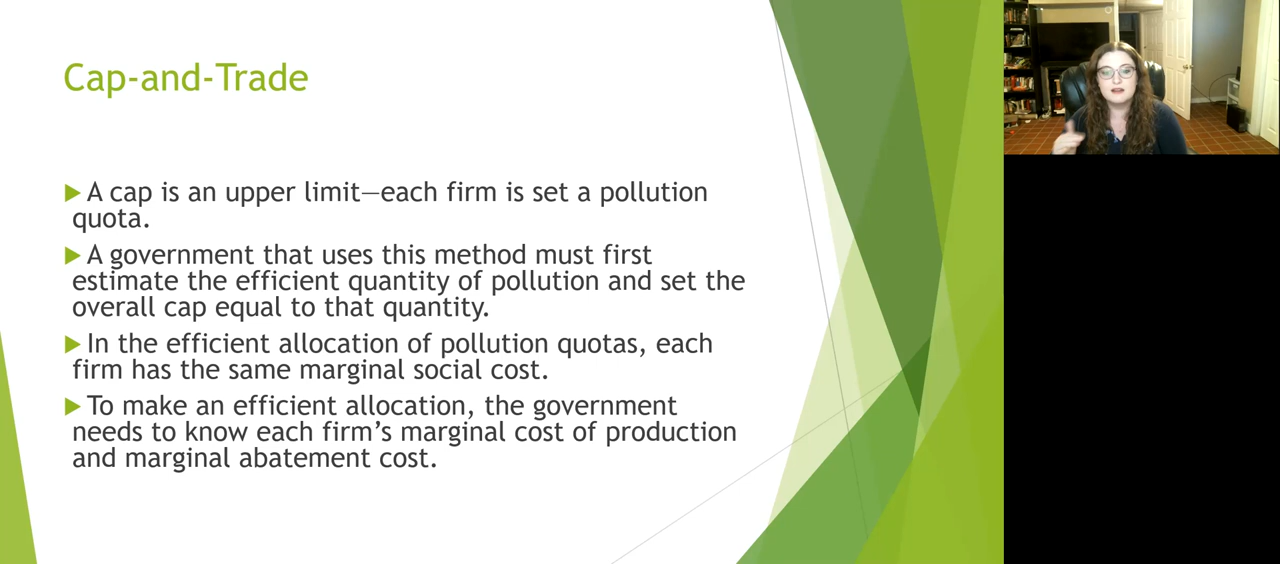 Cap-and-Trade
A cap is an upper limit—each firm is set a pollution
quota.
A government that uses this method must first
estimate the efficient quantity of pollution and set the
overall cap equal to that quantity.
In the efficient allocation of pollution quotas, each
firm has the same marginal social cost.
To make an efficient allocation, the government
needs to know each firm’s marginal cost of production
and marginal abatement cost.